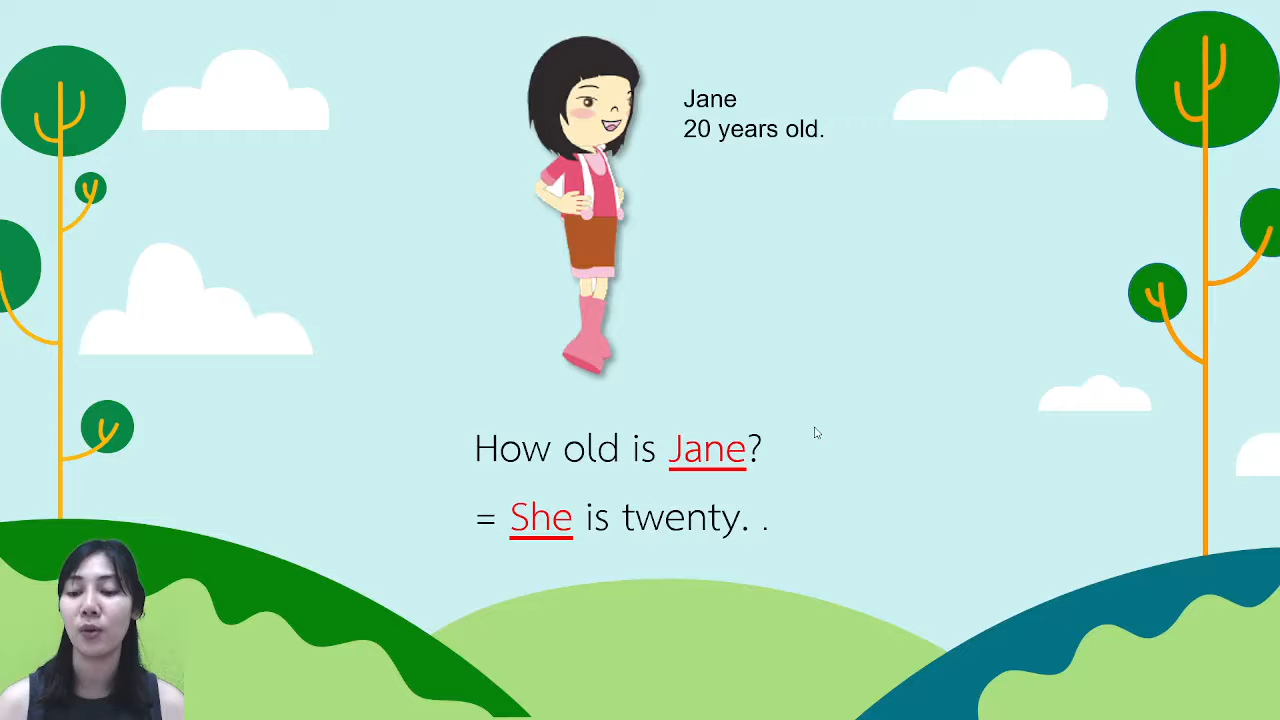 Jane
20 years old.
How old is Jane?
= She is twenty. .